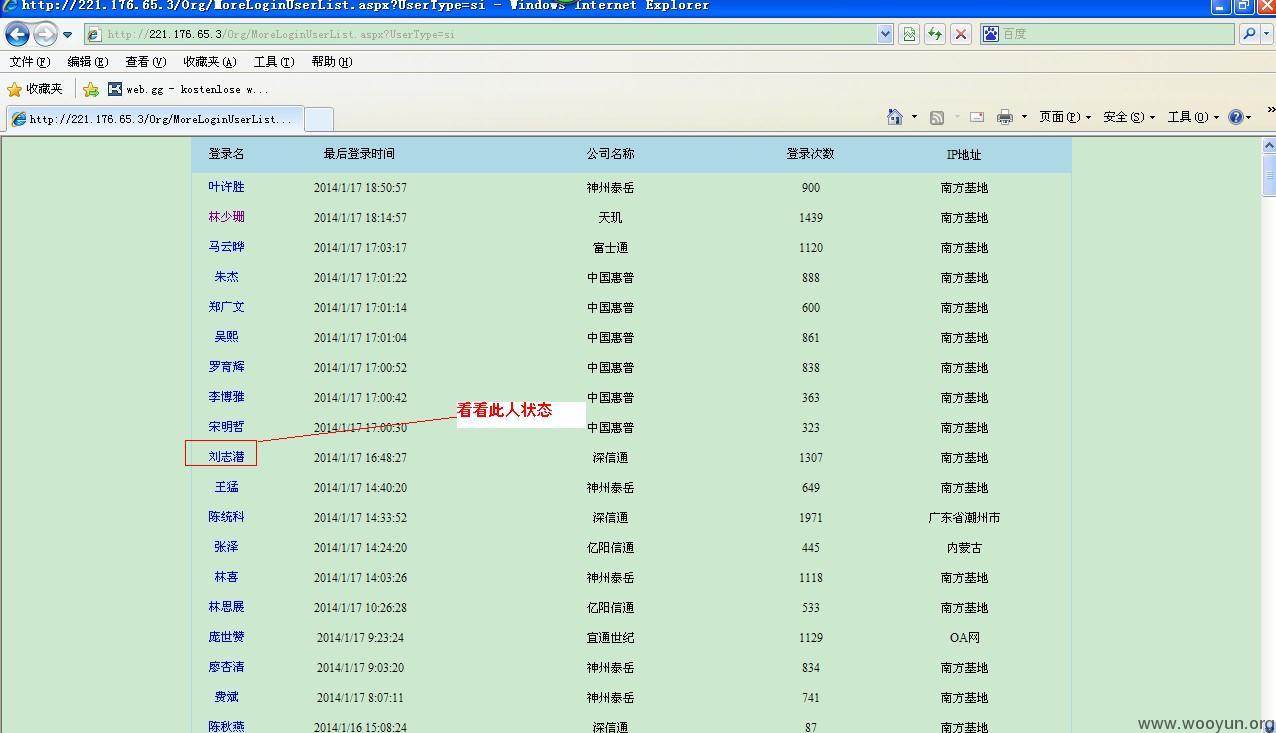 http://221.176.65.3/Org/MoreLoginUserList.aspx?UserType=si - Windows Internet Explorer
http://221.176.65.3/Org/MoreLoginUserList.aspx?UserType=si 百度
文件(F) 编辑(E) 查看(V) 收藏夹(A) 工具(T) 帮助(H)
收藏夹 web.gg - kostenlose w...
http://221.176.65.3/Org/MoreLoginUserList... 页面(P) 安全(S) 工具(O) »
登录名 最后登录时间 公司名称 登录次数 IP地址
叶许胜 2014/1/17 18:50:57 神州泰岳 900 南方基地
林少珊 2014/1/17 18:14:57 天玑 1439 南方基地
马云晔 2014/1/17 17:03:17 富士通 1120 南方基地
朱杰 2014/1/17 17:01:22 中国惠普 888 南方基地
郑广文 2014/1/17 17:01:14 中国惠普 600 南方基地
吴熙 2014/1/17 17:01:04 中国惠普 861 南方基地
罗育辉 2014/1/17 17:00:52 中国惠普 838 南方基地
李博雅 2014/1/17 17:00:42 中国惠普 363 南方基地
看看此人状态
宋明哲 2014/1/17 17:00:30 中国惠普 323 南方基地
刘志潜 2014/1/17 16:48:27 深信通 1307 南方基地
王猛 2014/1/17 14:40:20 神州泰岳 649 南方基地
陈统科 2014/1/17 14:33:52 深信通 1971 广东省潮州市
张泽 2014/1/17 14:24:20 亿阳信通 445 内蒙古
林喜 2014/1/17 14:03:26 神州泰岳 1118 南方基地
林思展 2014/1/17 10:26:28 亿阳信通 533 南方基地
庞世赞 2014/1/17 9:23:24 宜通世纪 1129 OA网
廖杏清 2014/1/17 9:03:20 神州泰岳 834 南方基地
费斌 2014/1/17 8:07:11 神州泰岳 741 南方基地
陈秋燕 2014/1/16 15:08:24 深信通 87 南方基地
www.wooyun.org